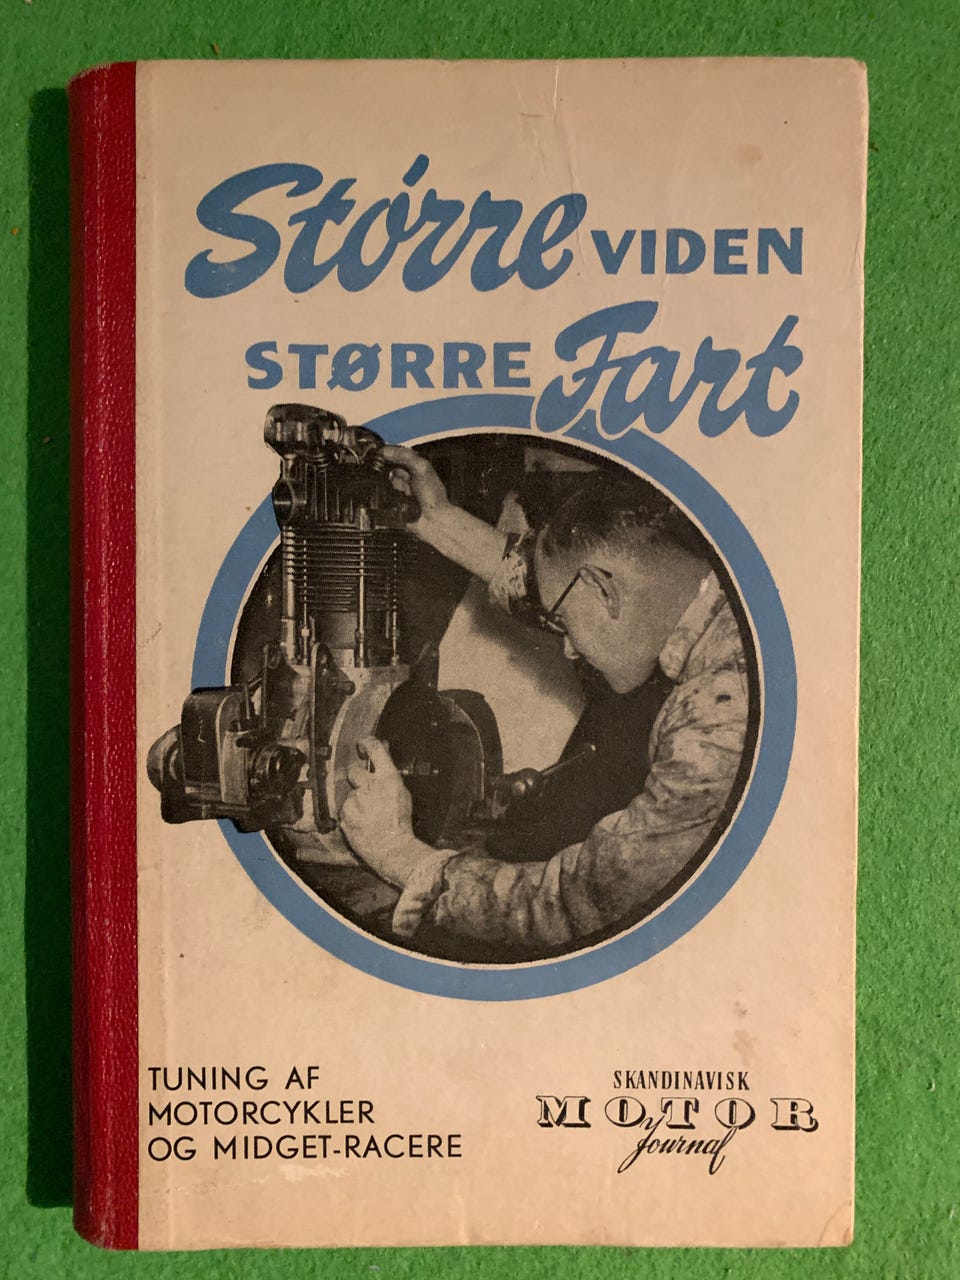 Større VIDEN
STØRRE Fart
TUNING AF
MOTORCYKLER
OG MIDGET-RACERE
SKANDINAVISK
MOTOR
Journal